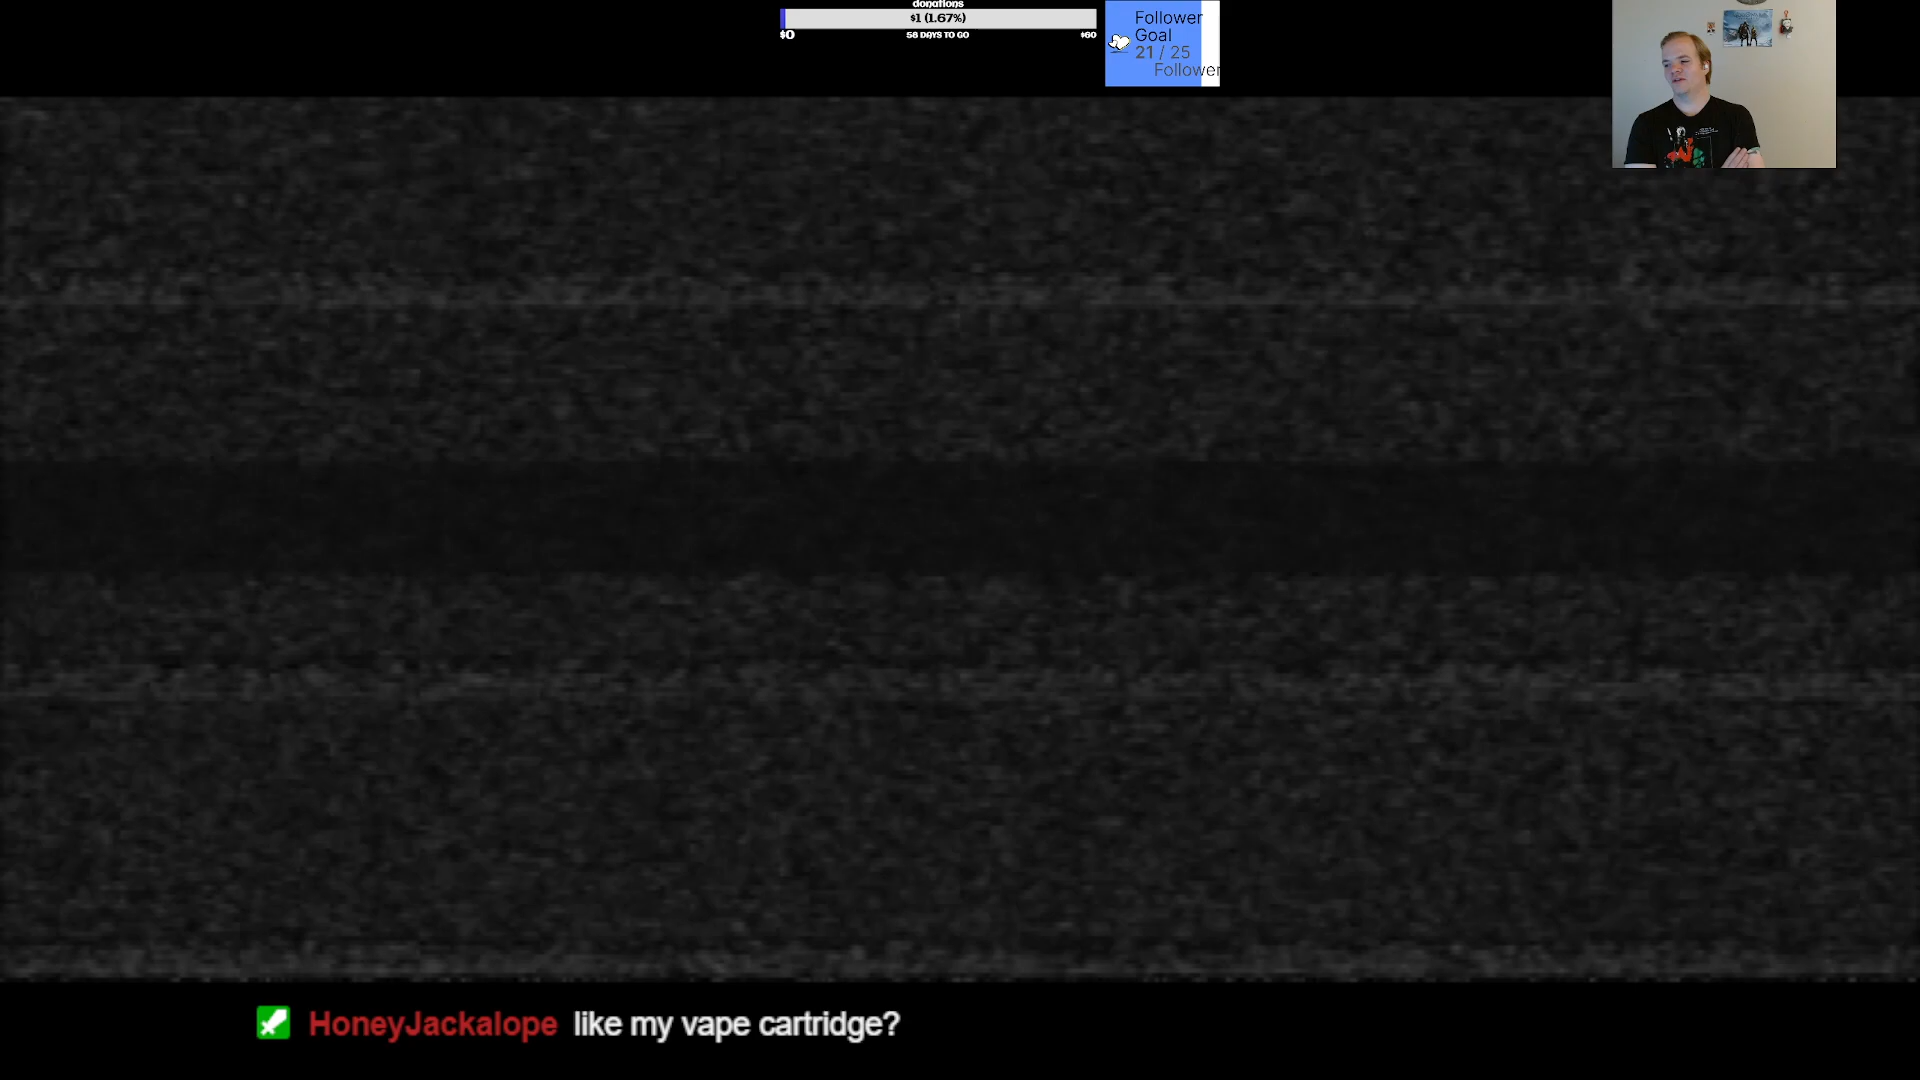 donations
$1 (1.67%)
$0 58 DAYS TO GO $60
Follower
Goal
21 / 25
Follower
HoneyJackalope like my vape cartridge?